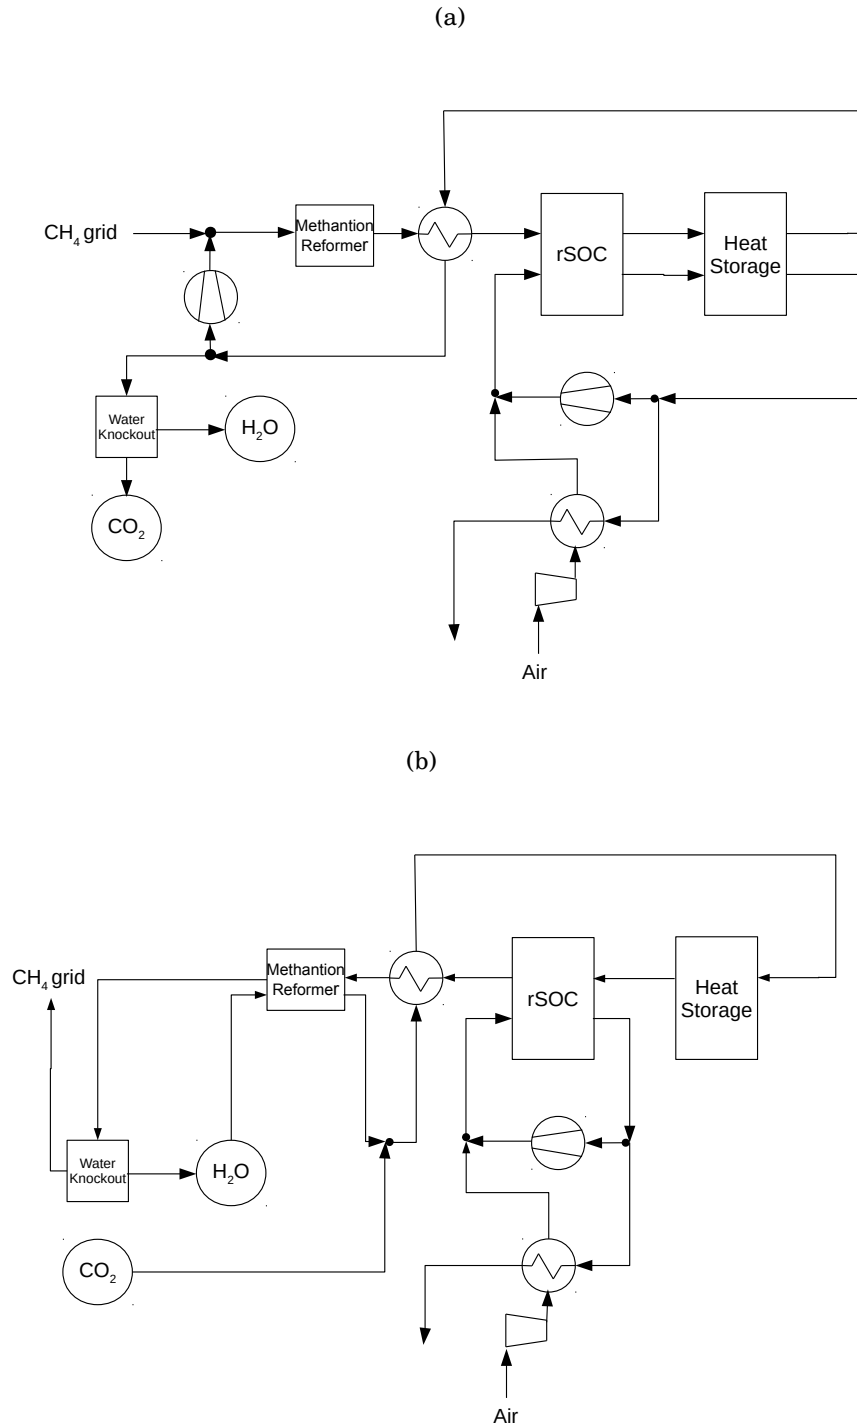 (a)
CH₄ grid
Methantion
Reformer
rSOC
Heat
Storage
Water
Knockout
H₂O
CO₂
Air
(b)
CH₄ grid
Methantion
Reformer
rSOC
Heat
Storage
Water
Knockout
H₂O
CO₂
Air